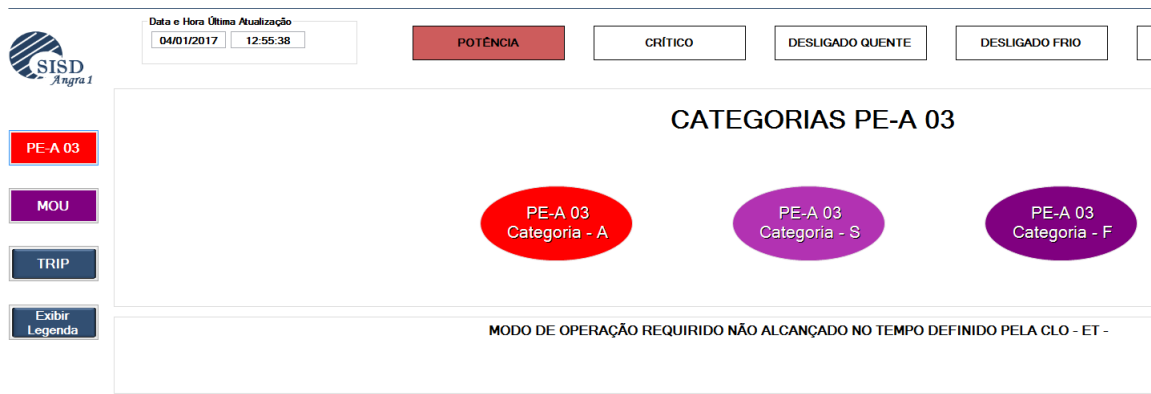 Data e Hora Última Atualização
04/01/2017 12:55:38
POTÊNCIA
CRÍTICO
DESLIGADO QUENTE
DESLIGADO FRIO
SISD
Angra 1
CATEGORIAS PE-A 03
PE-A 03
MOU
TRIP
Exibir
Legenda
PE-A 03
Categoria - A
PE-A 03
Categoria - S
PE-A 03
Categoria - F
MODO DE OPERAÇÃO REQUIRIDO NÃO ALCANÇADO NO TEMPO DEFINIDO PELA CLO - ET -